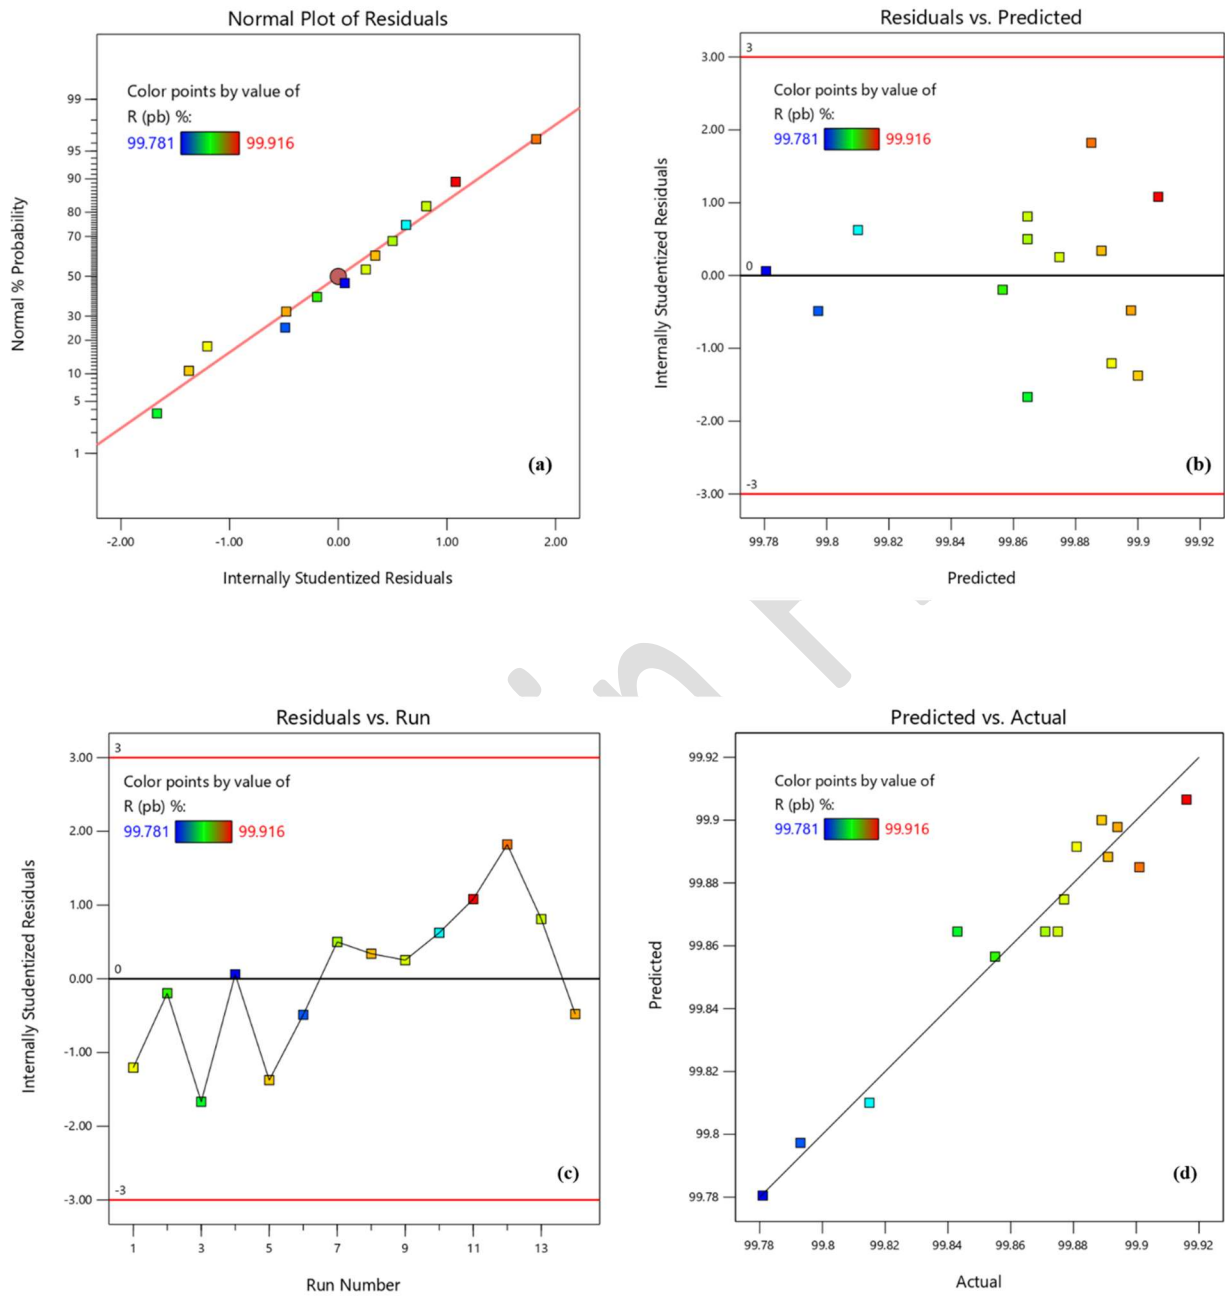 Normal Plot of Residuals
Color points by value of
R (pb) %:
99.781 99.916
99
95
90
80
70
50
30
20
10
5
1
Normal % Probability
(a)
-2.00 -1.00 0.00 1.00 2.00
Internally Studentized Residuals
Residuals vs. Predicted
3
Color points by value of
R (pb) %:
99.781 99.916
3.00
2.00
1.00
0.00
-1.00
-2.00
-3.00
0
Internally Studentized Residuals
(b)
-3
99.78 99.8 99.82 99.84 99.86 99.88 99.9 99.92
Predicted
Residuals vs. Run
3
Color points by value of
R (pb) %:
99.781 99.916
3.00
2.00
1.00
0.00
-1.00
-2.00
-3.00
0
Internally Studentized Residuals
(c)
-3
1 3 5 7 9 11 13
Run Number
Predicted vs. Actual
Color points by value of
R (pb) %:
99.781 99.916
99.92
99.9
99.88
99.86
99.84
99.82
99.8
99.78
Predicted
(d)
99.78 99.8 99.82 99.84 99.86 99.88 99.9 99.92
Actual